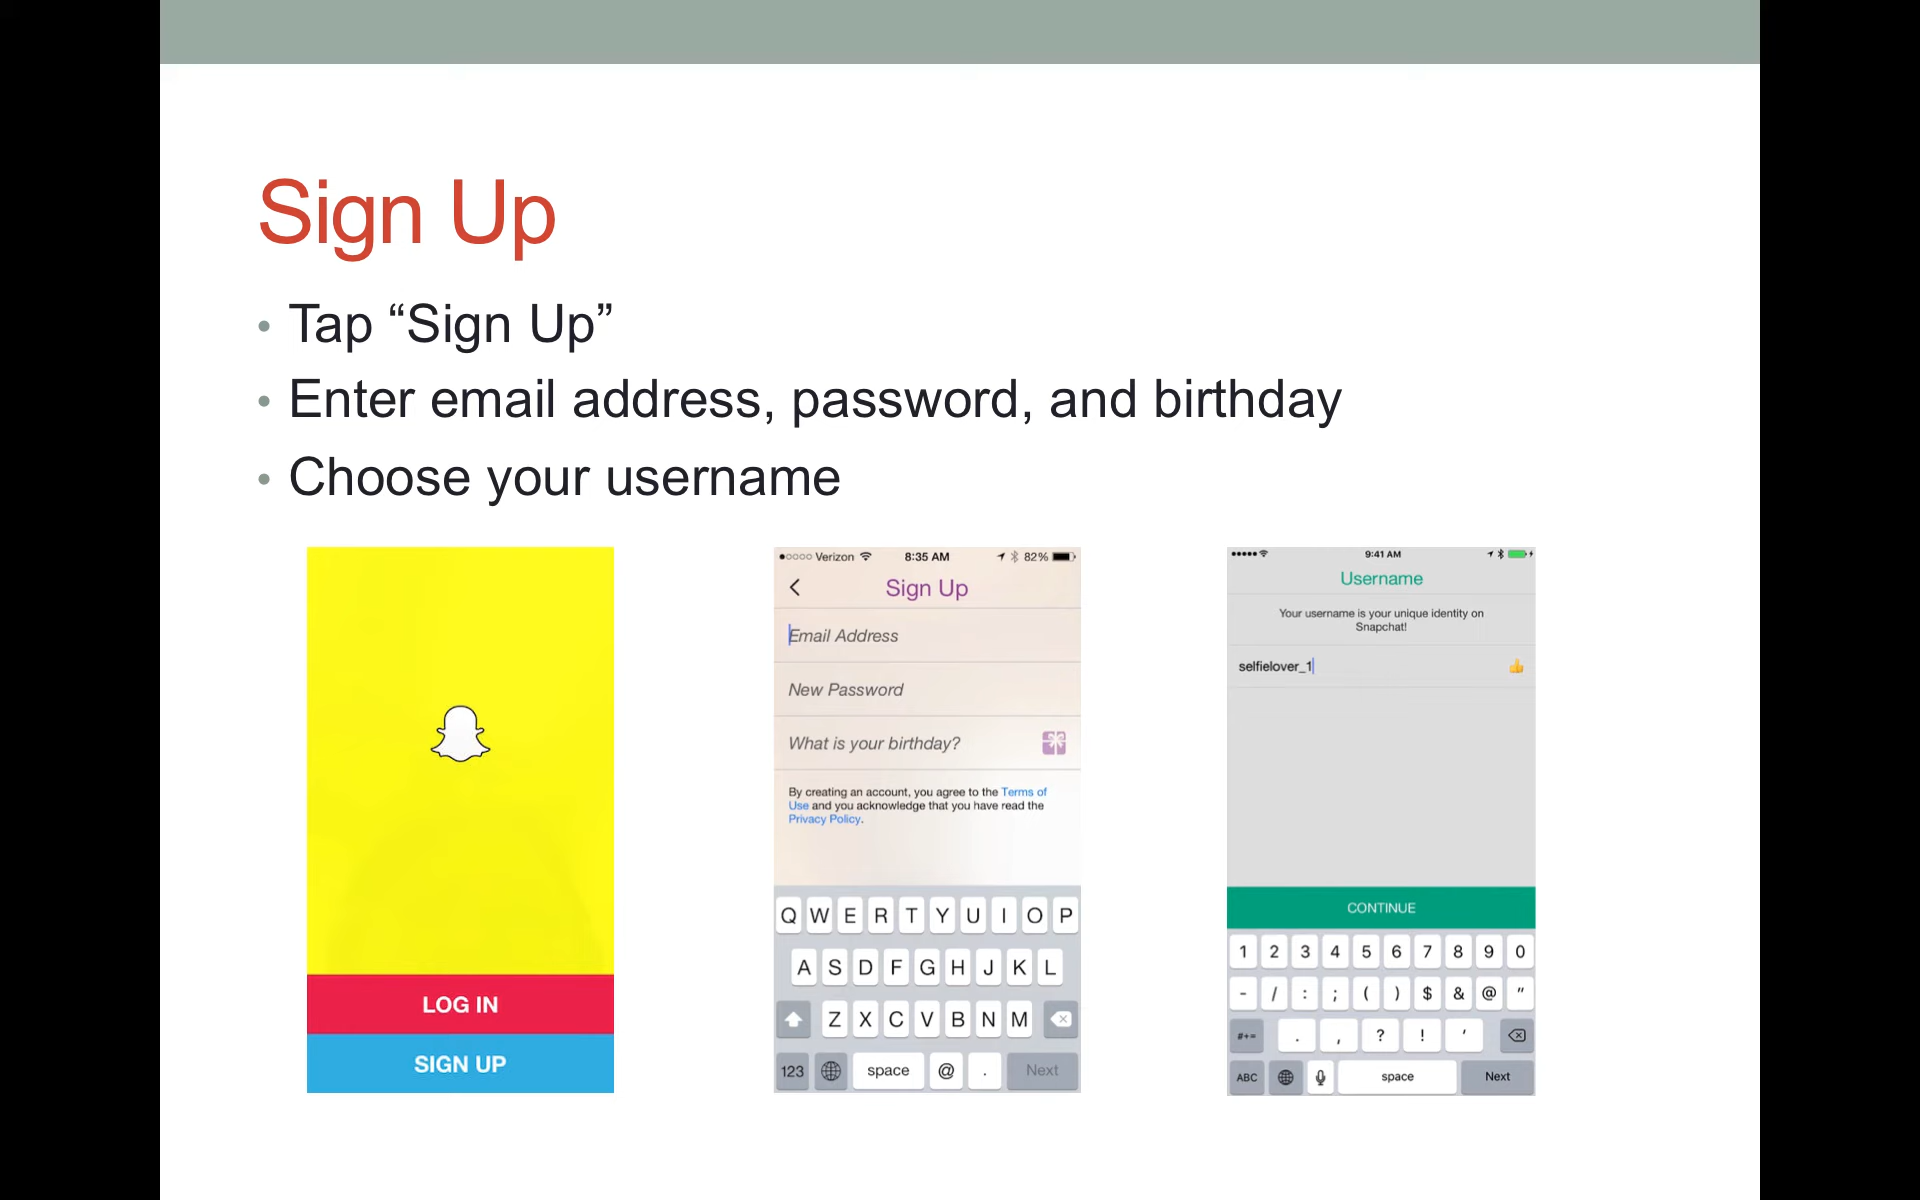 Sign Up
• Tap “Sign Up”
• Enter email address, password, and birthday
• Choose your username
LOG IN
SIGN UP
Verizon 8:35 AM 82%
Sign Up
Email Address
New Password
What is your birthday?
By creating an account, you agree to the Terms of
Use and you acknowledge that you have read the
Privacy Policy.
Q W E R T Y U I O P
A S D F G H J K L
Z X C V B N M
123 space @ . Next
9:41 AM
Username
Your username is your unique identity on
Snapchat!
selfielover_1
CONTINUE
1 2 3 4 5 6 7 8 9 0
- / : ; ( ) $ & @ "
#+= . , ? ! '
ABC space Next